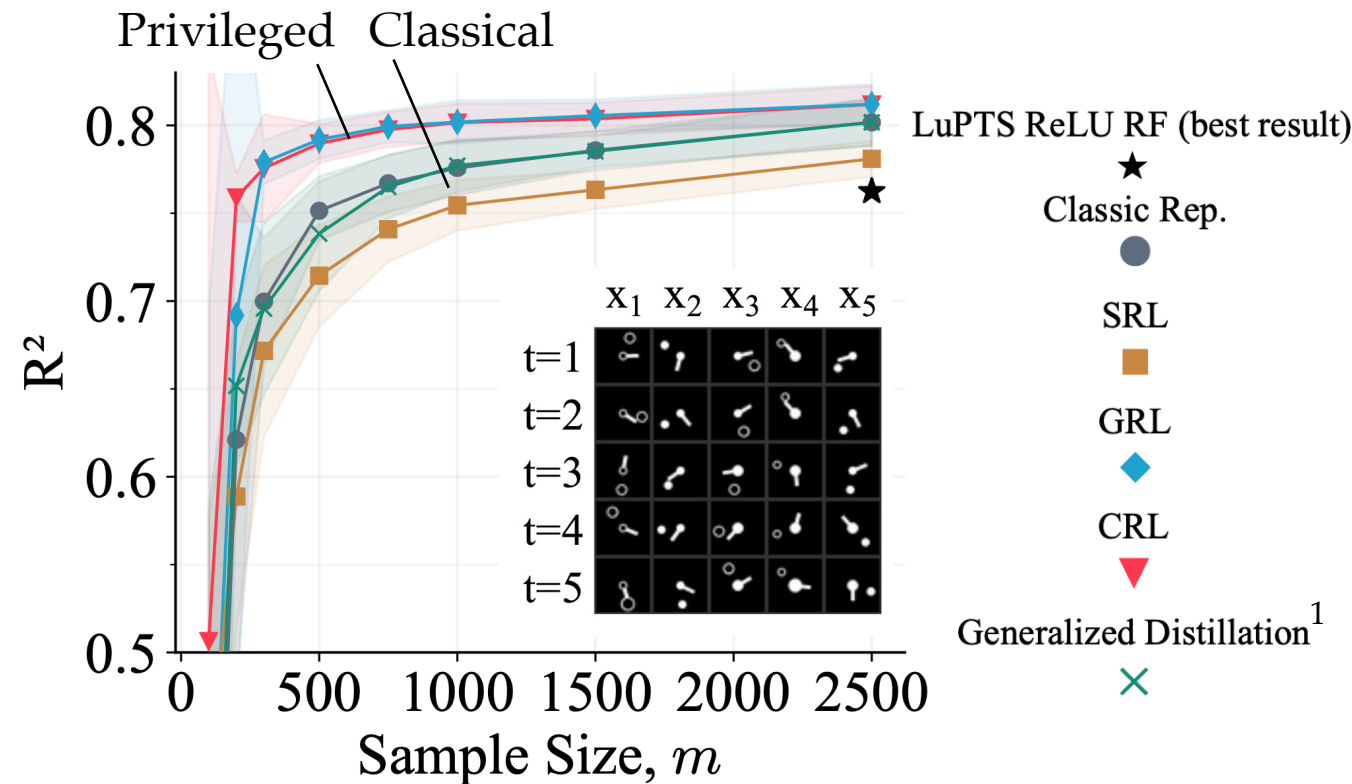 Privileged Classical
0.8
0.7
0.6
0.5
R²
0 500 1000 1500 2000 2500
Sample Size, m
x₁ x₂ x₃ x₄ x₅
t=1
t=2
t=3
t=4
t=5
LuPTS ReLU RF (best result)
Classic Rep.
SRL
GRL
CRL
Generalized Distillation¹